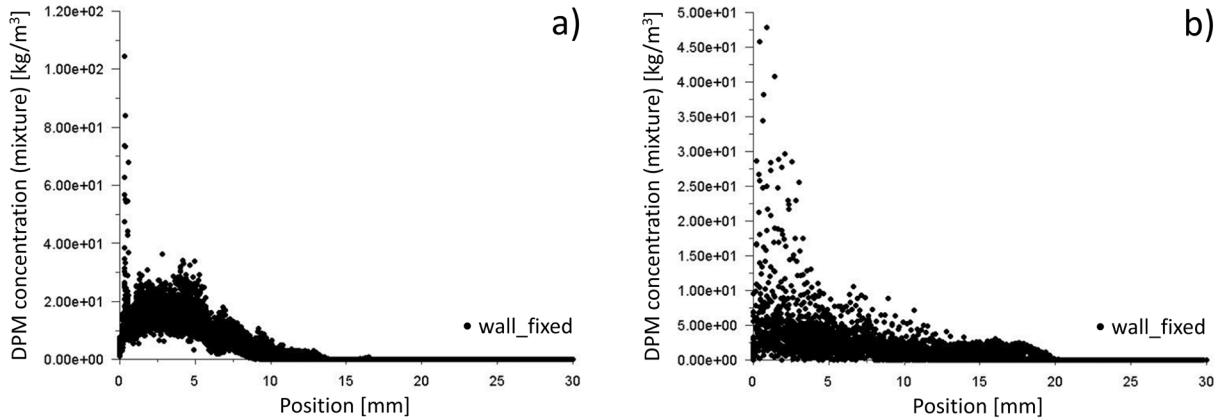 a)
DPM concentration (mixture) [kg/m³]
1.20e+02
1.00e+02
8.00e+01
6.00e+01
4.00e+01
2.00e+01
0.00e+00
0 5 10 15 20 25 30
Position [mm]
wall_fixed
b)
DPM concentration (mixture) [kg/m³]
5.00e+01
4.50e+01
4.00e+01
3.50e+01
3.00e+01
2.50e+01
2.00e+01
1.50e+01
1.00e+01
5.00e+00
0.00e+00
0 5 10 15 20 25 30
Position [mm]
wall_fixed